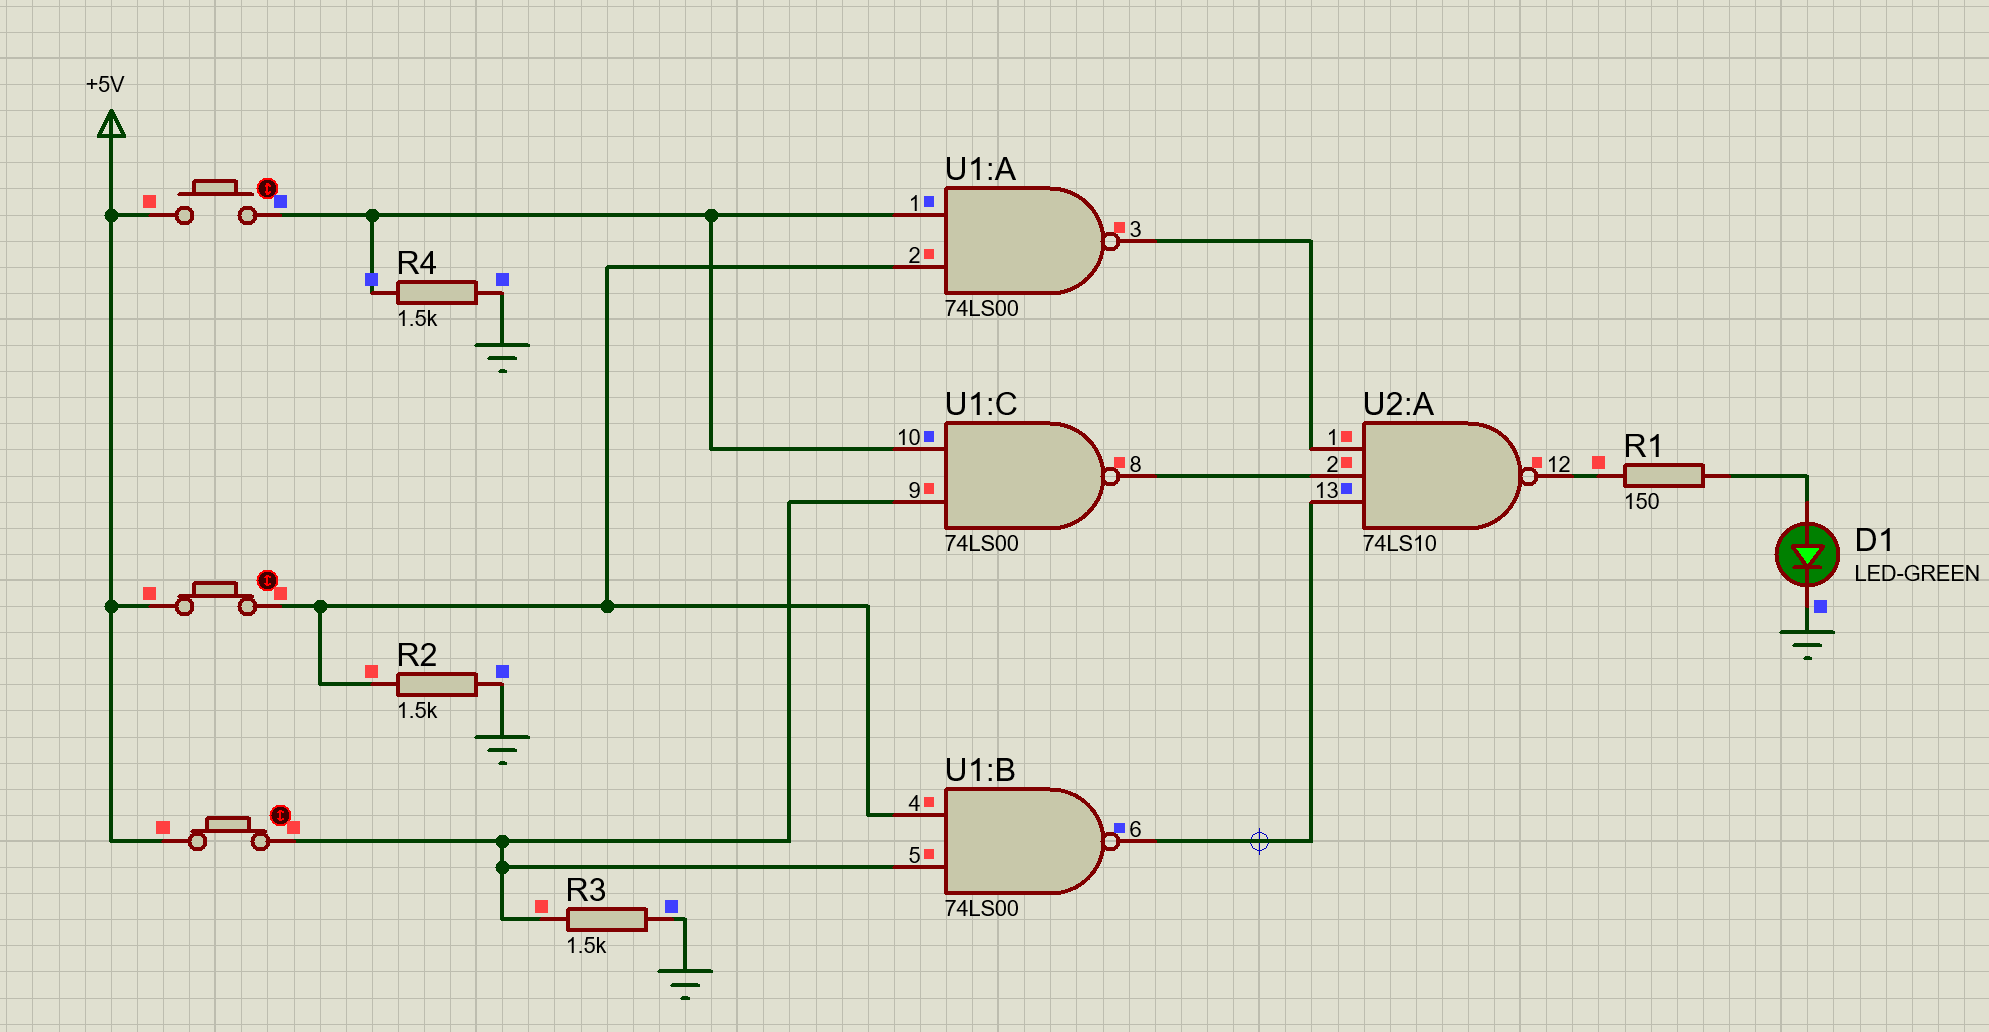 +5V
U1:A
1
2
3
74LS00
R4
1.5k
U1:C
10
9
8
74LS00
U2:A
1
2
13
12
74LS10
R1
150
D1
LED-GREEN
R2
1.5k
U1:B
4
5
6
74LS00
R3
1.5k